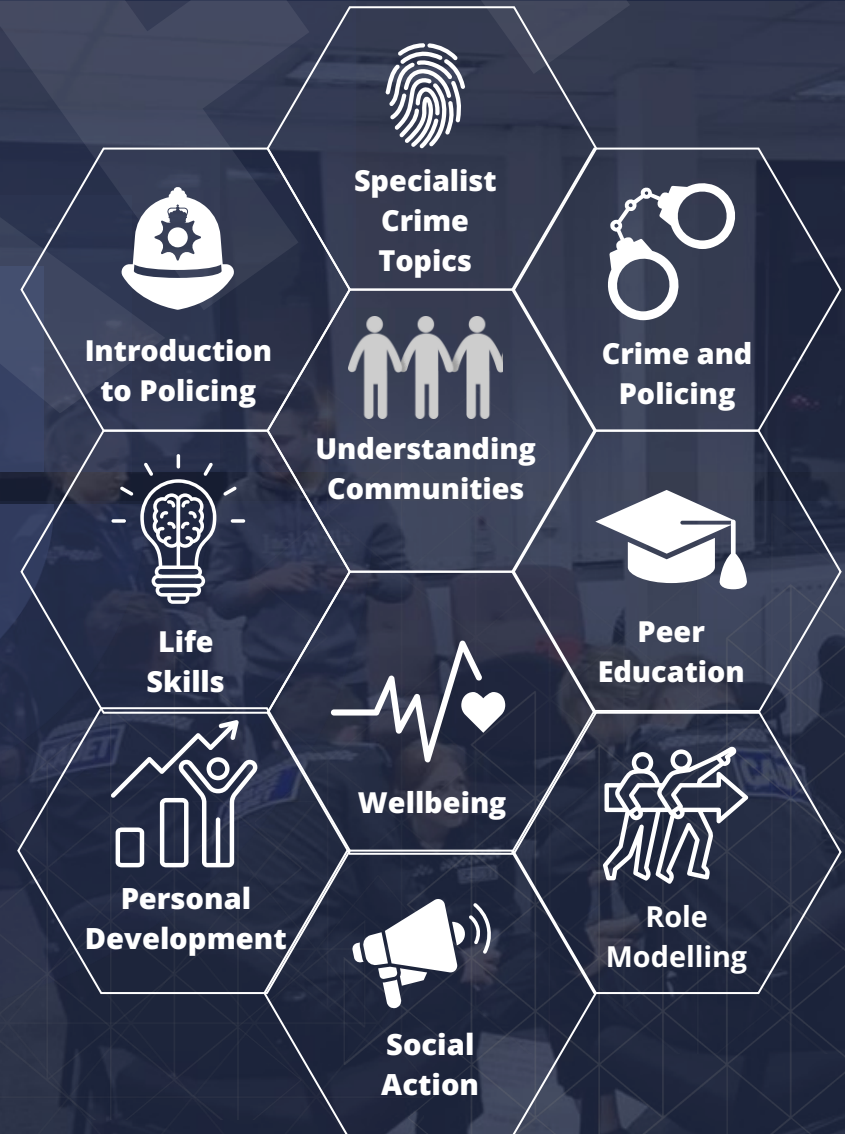 Specialist
Crime
Topics
Introduction
to Policing
Crime and
Policing
Understanding
Communities
Life
Skills
Peer
Education
Wellbeing
Personal
Development
Role
Modelling
Social
Action
CADET